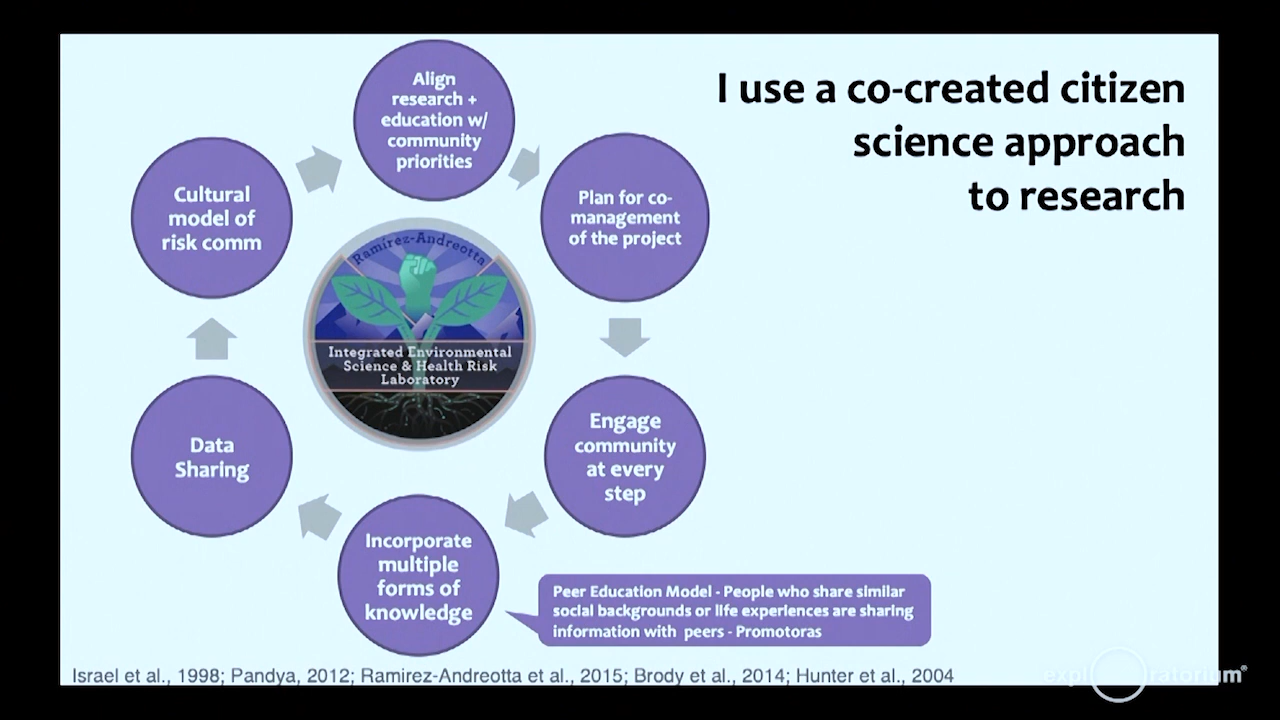 I use a co-created citizen
science approach
to research
Align
research +
education w/
community
priorities
Plan for co-
management
of the project
Engage
community
at every
step
Incorporate
multiple
forms of
knowledge
Peer Education Model - People who share similar
social backgrounds or life experiences are sharing
information with peers - Promotoras
Data
Sharing
Cultural
model of
risk comm
Ramírez-Andreotta
Integrated Environmental
Science & Health Risk
Laboratory
Israel et al., 1998; Pandya, 2012; Ramirez-Andreotta et al., 2015; Brody et al., 2014; Hunter et al., 2004
exploratorium®